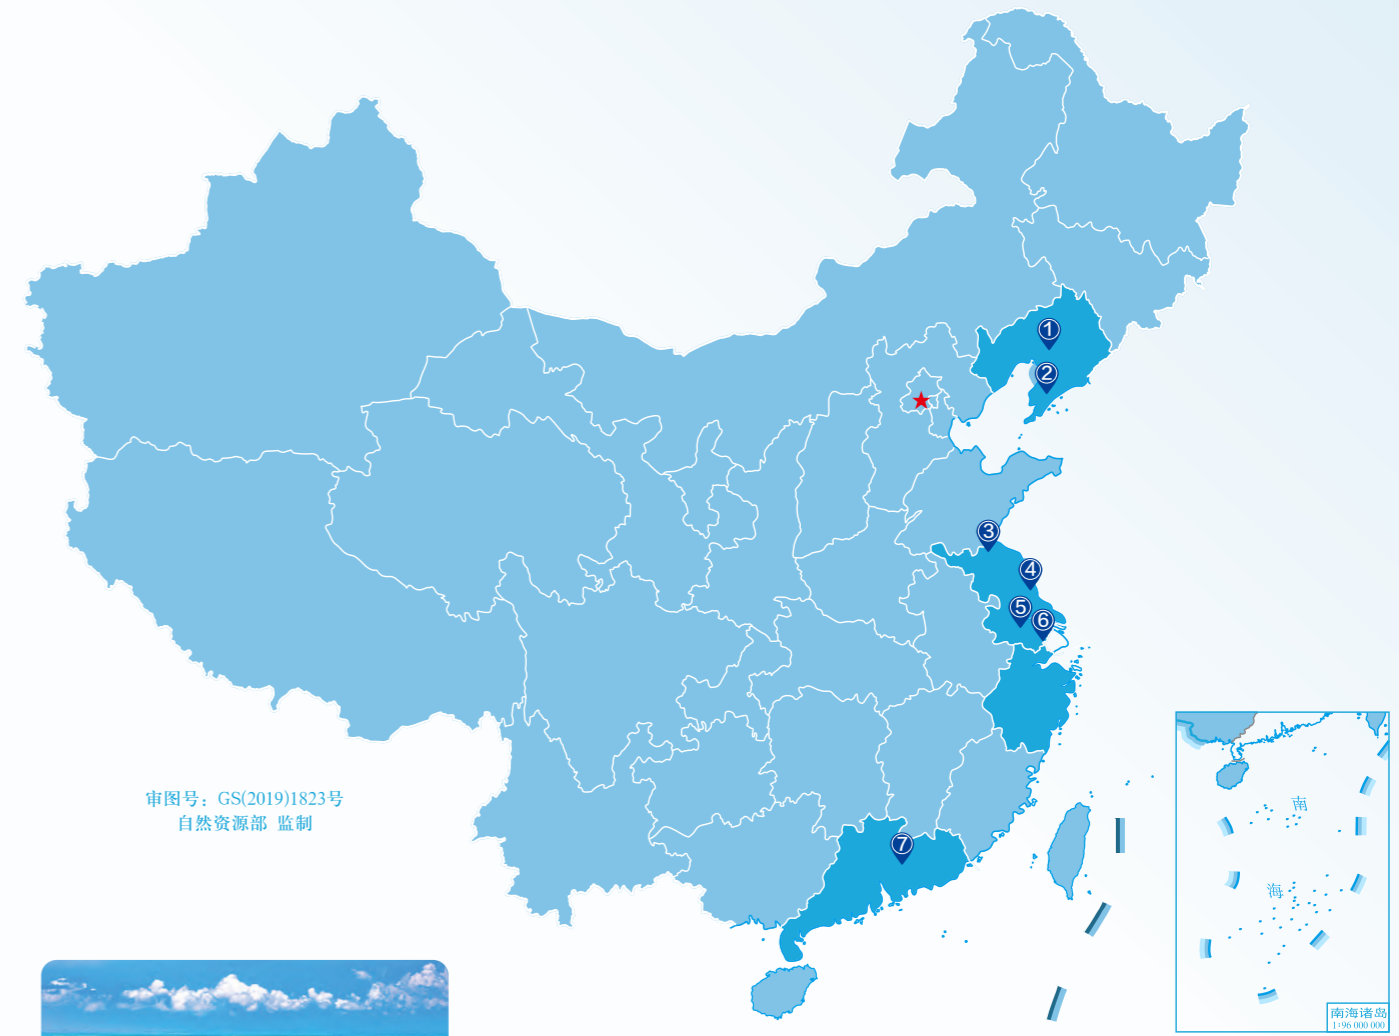 ①
②
③
④
⑤
⑥
⑦
审图号：GS(2019)1823号
自然资源部 监制
南
海
南海诸岛
1:96 000 000